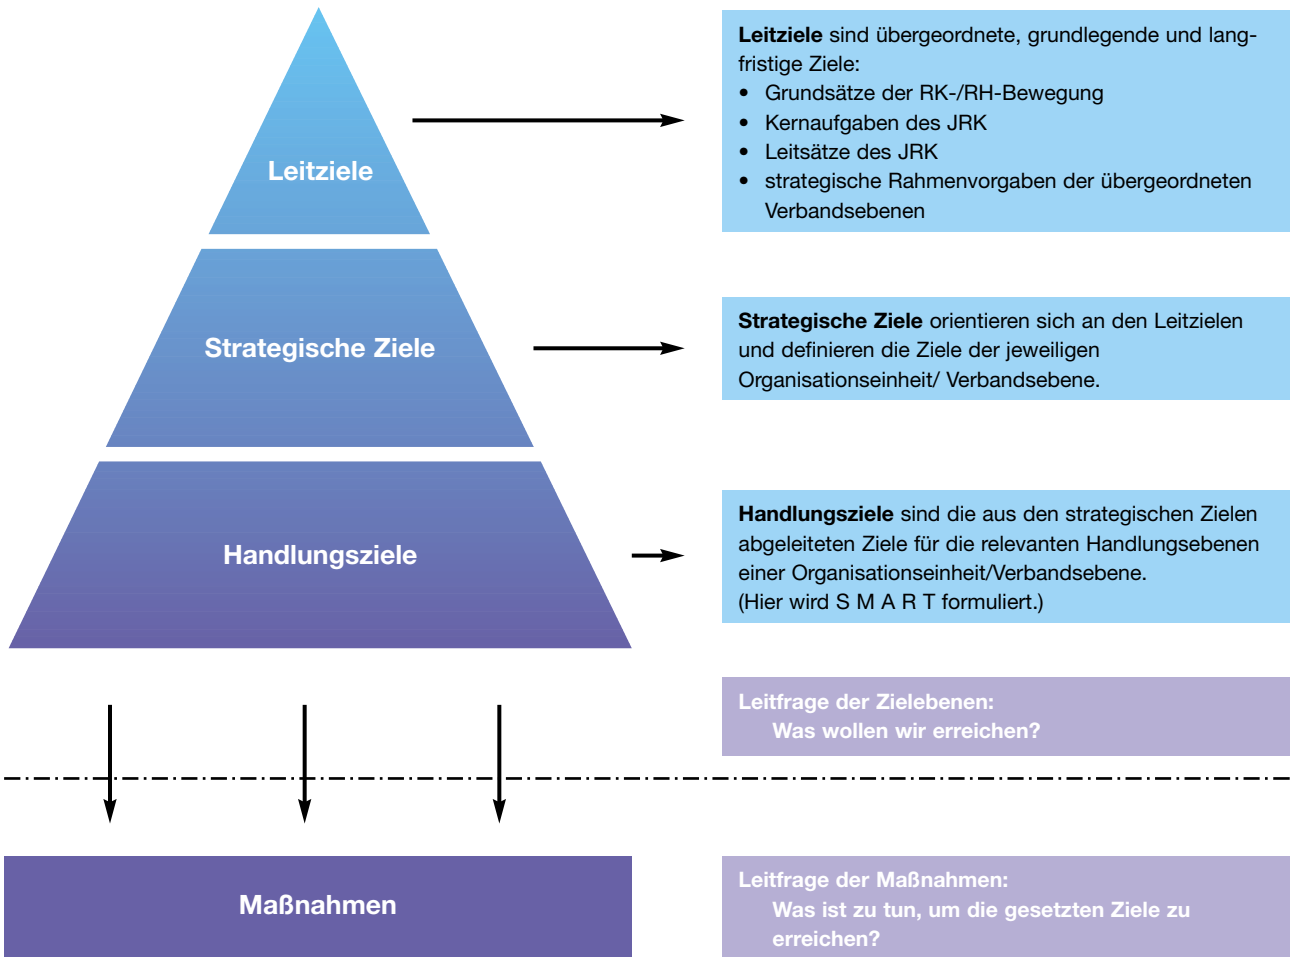 Leitziele
Leitziele sind übergeordnete, grundlegende und lang-
fristige Ziele:
• Grundsätze der RK-/RH-Bewegung
• Kernaufgaben des JRK
• Leitsätze des JRK
• strategische Rahmenvorgaben der übergeordneten
Verbandsebenen
Strategische Ziele
Strategische Ziele orientieren sich an den Leitzielen
und definieren die Ziele der jeweiligen
Organisationseinheit/ Verbandsebene.
Handlungsziele
Handlungsziele sind die aus den strategischen Zielen
abgeleiteten Ziele für die relevanten Handlungsebenen
einer Organisationseinheit/Verbandsebene.
(Hier wird S M A R T formuliert.)
Leitfrage der Zielebenen:
Was wollen wir erreichen?
Maßnahmen
Leitfrage der Maßnahmen:
Was ist zu tun, um die gesetzten Ziele zu
erreichen?